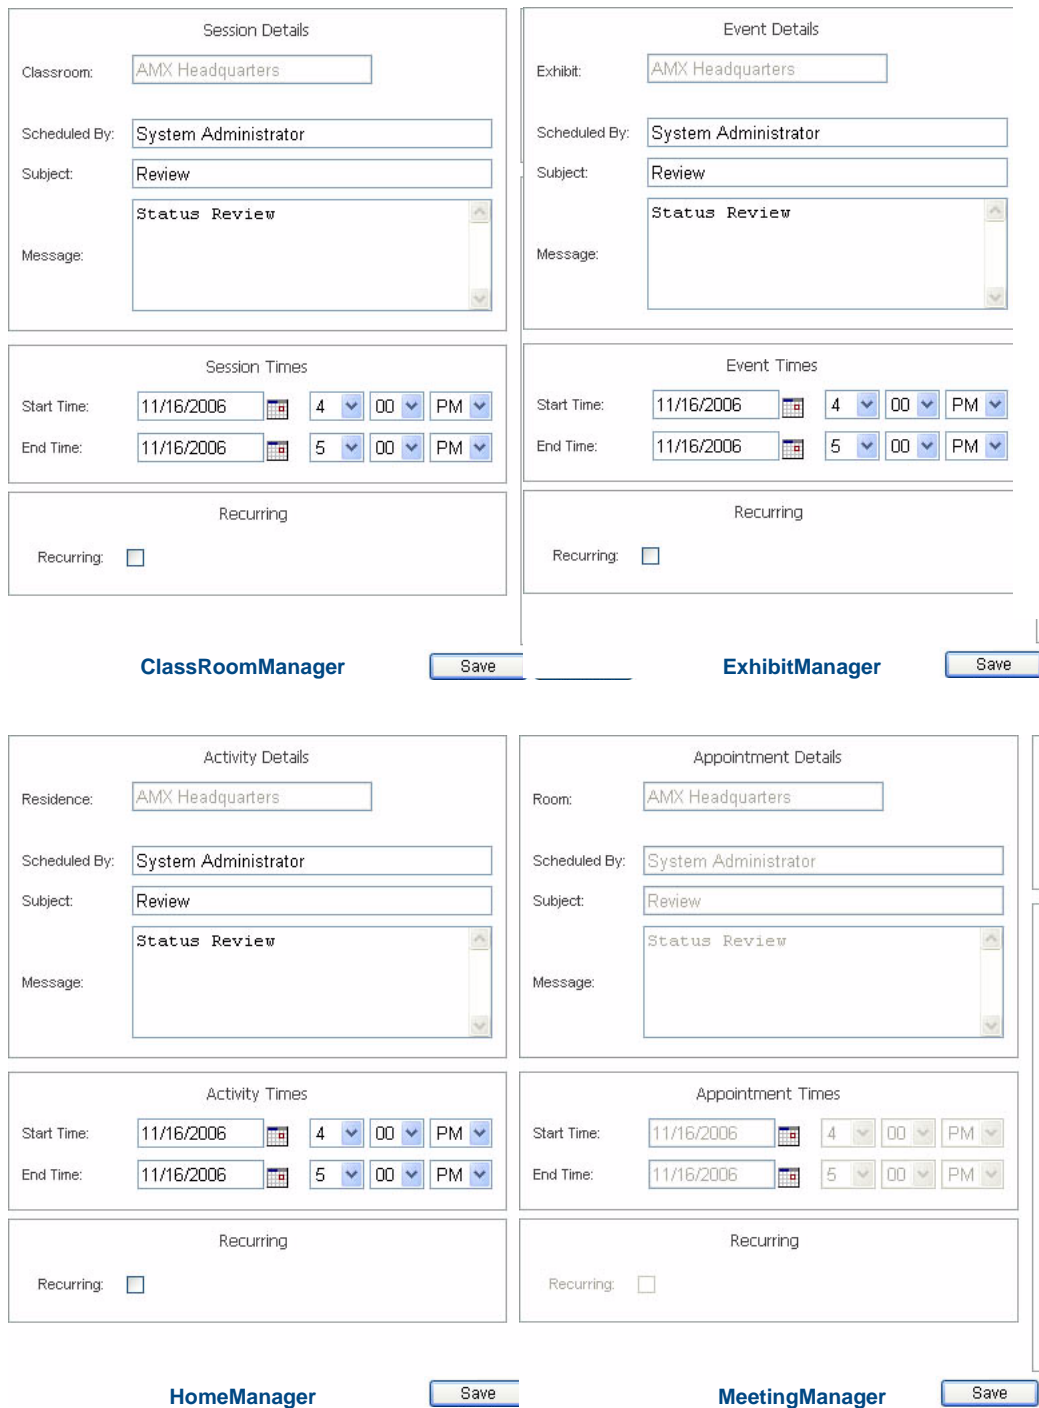 Session Details
Classroom: AMX Headquarters
Scheduled By: System Administrator
Subject: Review
Message: Status Review
Session Times
Start Time: 11/16/2006 4 00 PM
End Time: 11/16/2006 5 00 PM
Recurring
Recurring:
ClassRoomManager Save
Event Details
Exhibit: AMX Headquarters
Scheduled By: System Administrator
Subject: Review
Message: Status Review
Event Times
Start Time: 11/16/2006 4 00 PM
End Time: 11/16/2006 5 00 PM
Recurring
Recurring:
ExhibitManager Save
Activity Details
Residence: AMX Headquarters
Scheduled By: System Administrator
Subject: Review
Message: Status Review
Activity Times
Start Time: 11/16/2006 4 00 PM
End Time: 11/16/2006 5 00 PM
Recurring
Recurring:
HomeManager Save
Appointment Details
Room: AMX Headquarters
Scheduled By: System Administrator
Subject: Review
Message: Status Review
Appointment Times
Start Time: 11/16/2006 4 00 PM
End Time: 11/16/2006 5 00 PM
Recurring
Recurring:
MeetingManager Save